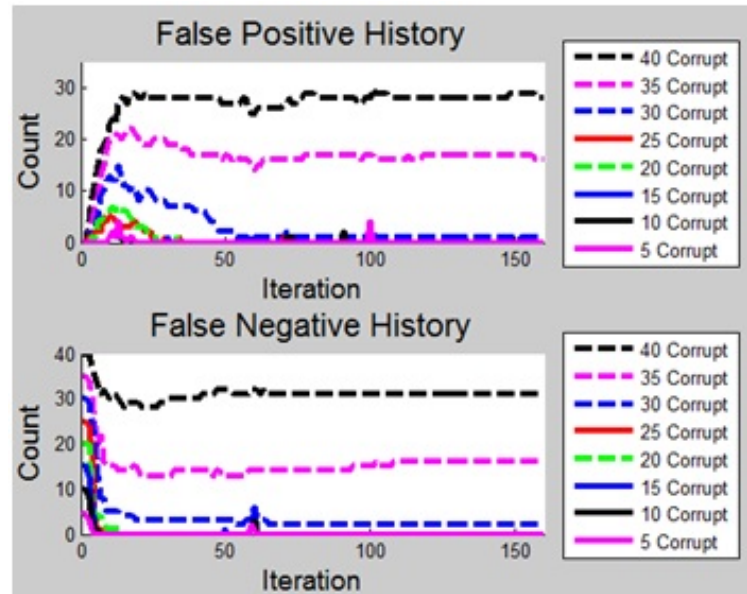 False Positive History
30
20
10
0
Count
0 50 100 150
Iteration
40 Corrupt
35 Corrupt
30 Corrupt
25 Corrupt
20 Corrupt
15 Corrupt
10 Corrupt
5 Corrupt
False Negative History
40
30
20
10
0
Count
0 50 100 150
Iteration
40 Corrupt
35 Corrupt
30 Corrupt
25 Corrupt
20 Corrupt
15 Corrupt
10 Corrupt
5 Corrupt